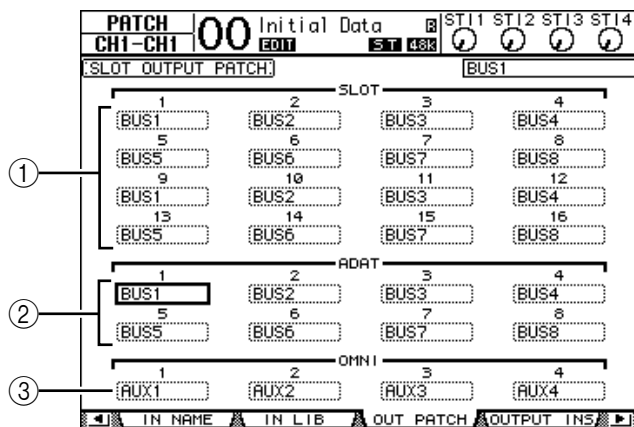 PATCH
CH1-CH1
00 Initial Data R
EDIT ST 48k
ST11 ST12 ST13 ST14
SLOT OUTPUT PATCH BUS1
SLOT
1 2 3 4
BUS1 BUS2 BUS3 BUS4
5 6 7 8
BUS5 BUS6 BUS7 BUS8
1
9 10 11 12
BUS1 BUS2 BUS3 BUS4
13 14 15 16
BUS5 BUS6 BUS7 BUS8
ADAT
1 2 3 4
BUS1 BUS2 BUS3 BUS4
2
5 6 7 8
BUS5 BUS6 BUS7 BUS8
OMNI
1 2 3 4
3 AUX1 AUX2 AUX3 AUX4
IN NAME IN LIB OUT PATCH OUTPUT INS